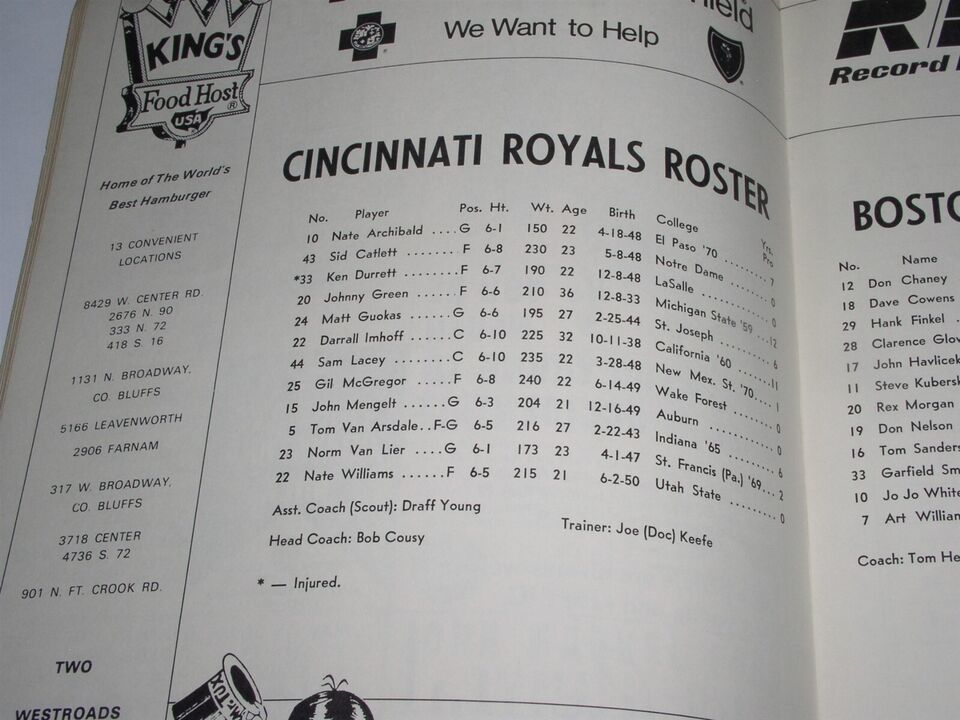 KING'S
Food Host ®
USA
Home of The World's
Best Hamburger
13 CONVENIENT
LOCATIONS
8429 W. CENTER RD.
2676 N. 90
333 N. 72
418 S. 16
1131 N. BROADWAY,
CO. BLUFFS
5166 LEAVENWORTH
2906 FARNAM
317 W. BROADWAY,
CO. BLUFFS
3718 CENTER
4736 S. 72
901 N. FT. CROOK RD.
TWO
WESTROADS
We Want to Help
CINCINNATI ROYALS ROSTER
No. Player Pos. Ht. Wt. Age Birth College Yrs. Pro
10 Nate Archibald ....G 6-1 150 22 4-18-48 El Paso '70 ........ 7
43 Sid Catlett .......F 6-8 230 23 5-8-48 Notre Dame ........ 0
*33 Ken Durrett ........F 6-7 190 22 12-8-48 LaSalle .......... 0
20 Johnny Green ......F 6-6 210 36 12-8-33 Michigan State '59 ..12
24 Matt Guokas ......G 6-6 195 27 2-25-44 St. Joseph ........ 6
22 Darrall Imhoff ......C 6-10 225 32 10-11-38 California '60 .......11
44 Sam Lacey ........C 6-10 235 22 3-28-48 New Mex. St. '70.... 1
25 Gil McGregor .....F 6-8 240 22 6-14-49 Wake Forest ....... 0
15 John Mengelt ......G 6-3 204 21 12-16-49 Auburn ........... 0
5 Tom Van Arsdale..F-G 6-5 216 27 2-22-43 Indiana '65 ........ 6
23 Norm Van Lier ....G 6-1 173 23 4-1-47 St. Francis (Pa.) '69... 2
22 Nate Williams .....F 6-5 215 21 6-2-50 Utah State ........ 0
Asst. Coach (Scout): Draff Young
Head Coach: Bob Cousy
Trainer: Joe (Doc) Keefe
* — Injured.
Mr. TUX
Record
BOSTO
No. Name
12 Don Chaney
18 Dave Cowens
29 Hank Finkel
28 Clarence Glov
17 John Havlicek
11 Steve Kubersk
20 Rex Morgan
19 Don Nelson
16 Tom Sanders
33 Garfield Sm
10 Jo Jo White
7 Art William
Coach: Tom He